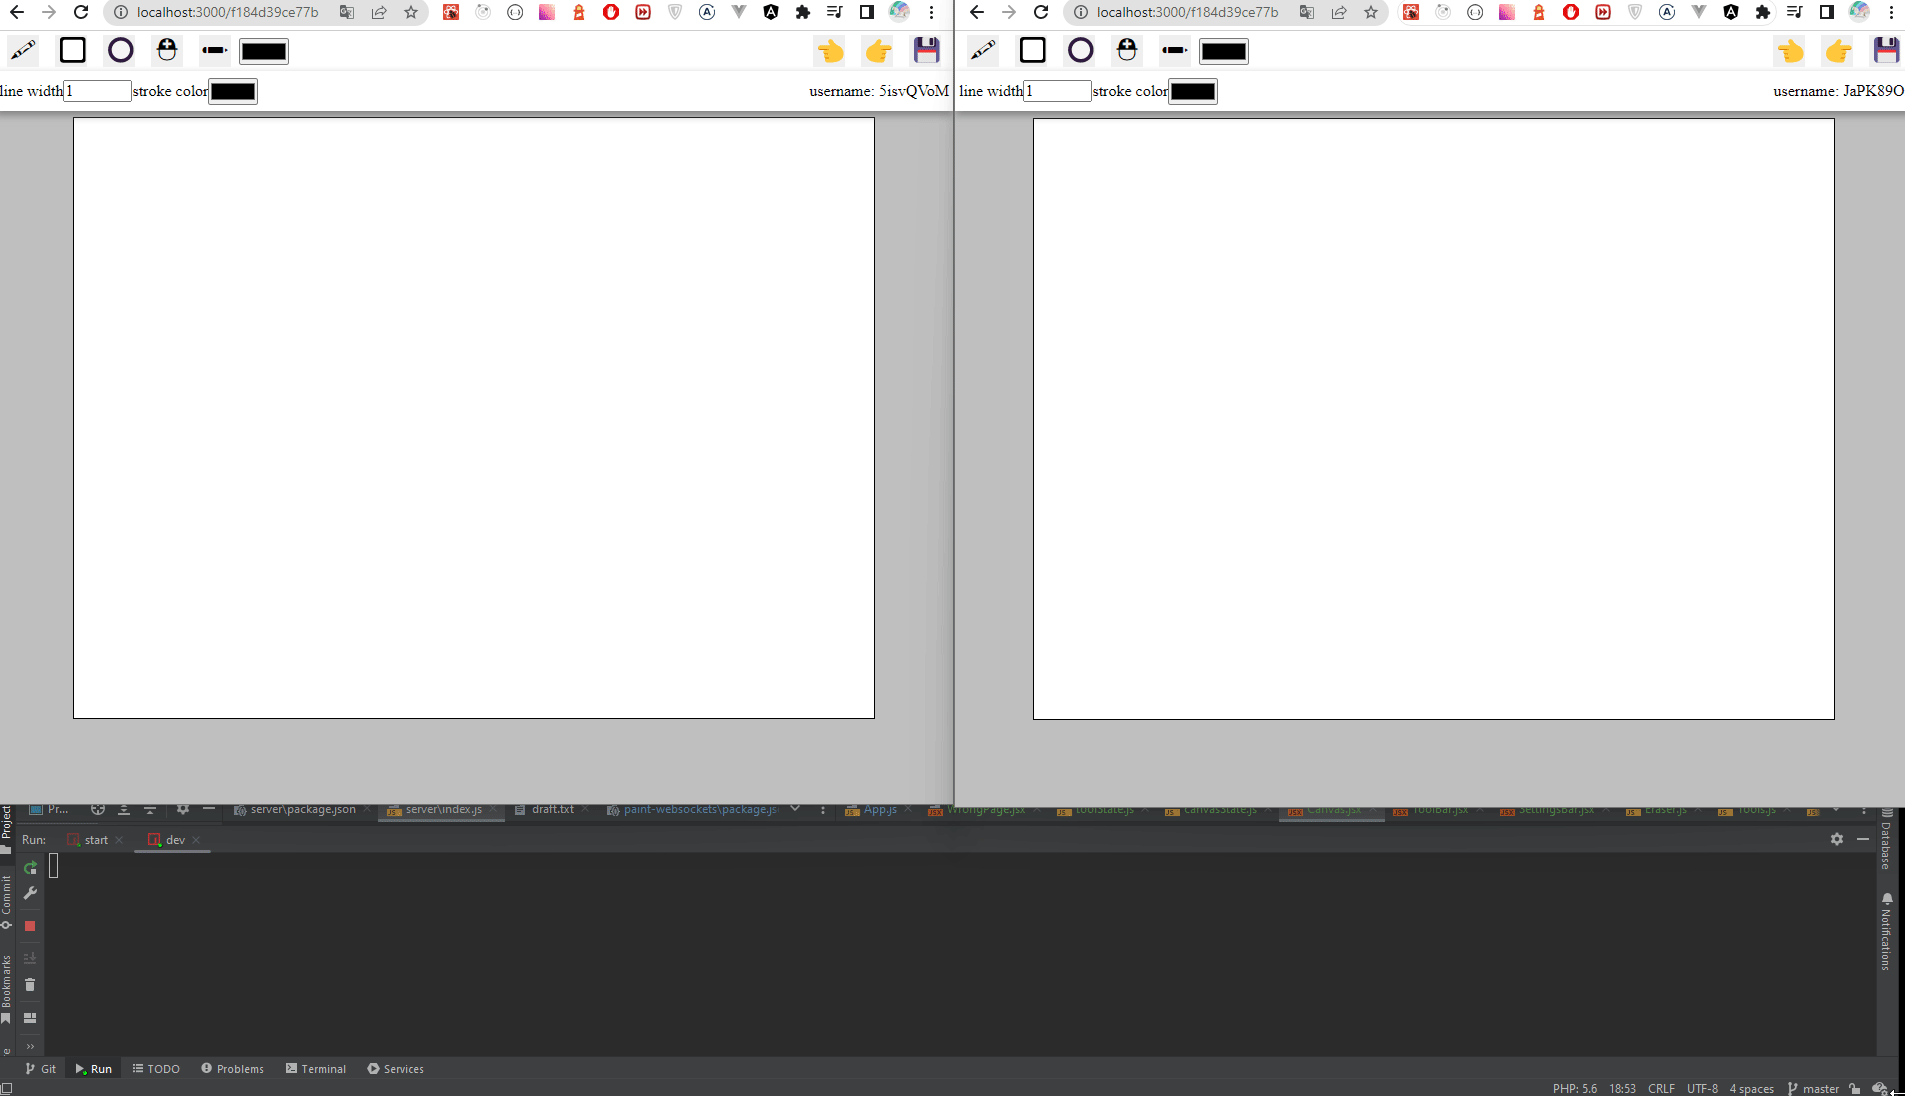 localhost:3000/f184d39ce77b
line width 1 stroke color
username: 5isvQVoM
localhost:3000/f184d39ce77b
line width 1 stroke color
username: JaPK89O
Pr...
server\package.json
server\index.js
draft.txt
paint-websockets\package.js
App.js
WrongPage.jsx
toolState.js
canvasState.js
Canvas.jsx
ToolBar.jsx
SettingsBar.jsx
Eraser.js
Tools.js
Run:
start
dev
Project
Commit
Bookmarks
Database
Notifications
Git
Run
TODO
Problems
Terminal
Services
PHP: 5.6
18:53
CRLF
UTF-8
4 spaces
master